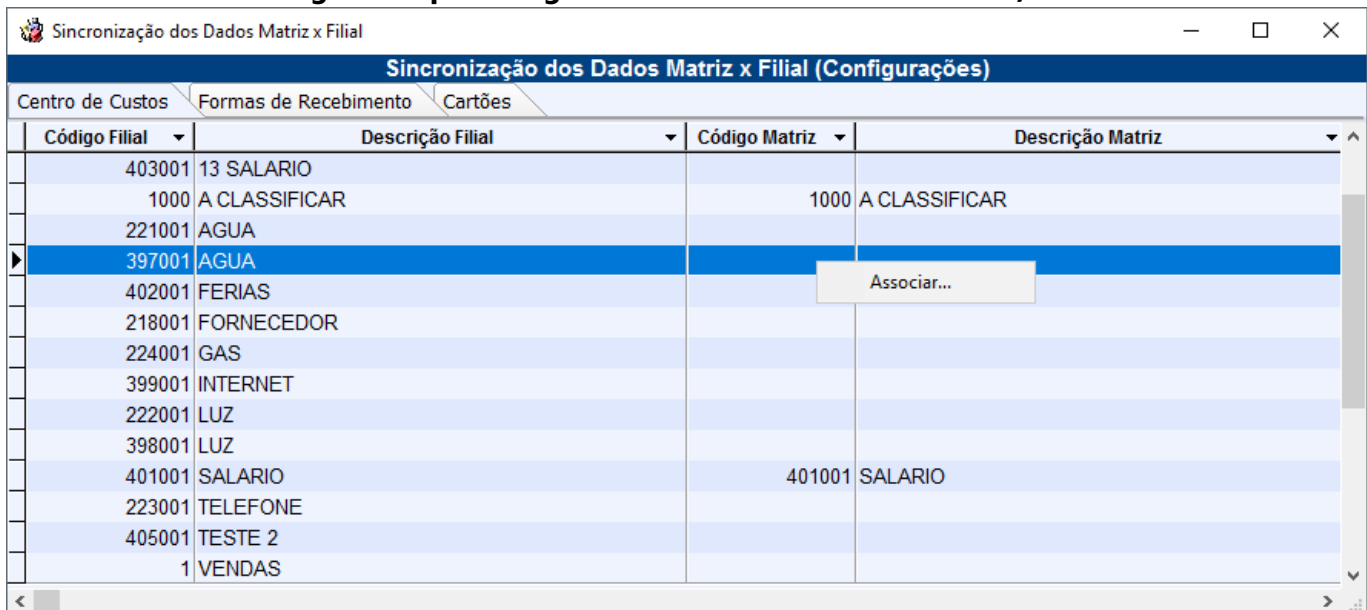 Sincronização dos Dados Matriz x Filial
Sincronização dos Dados Matriz x Filial (Configurações)
Centro de Custos Formas de Recebimento Cartões
Código Filial Descrição Filial Código Matriz Descrição Matriz
403001 13 SALARIO
1000 A CLASSIFICAR 1000 A CLASSIFICAR
221001 AGUA
397001 AGUA
Associar...
402001 FERIAS
218001 FORNECEDOR
224001 GAS
399001 INTERNET
222001 LUZ
398001 LUZ
401001 SALARIO 401001 SALARIO
223001 TELEFONE
405001 TESTE 2
1 VENDAS